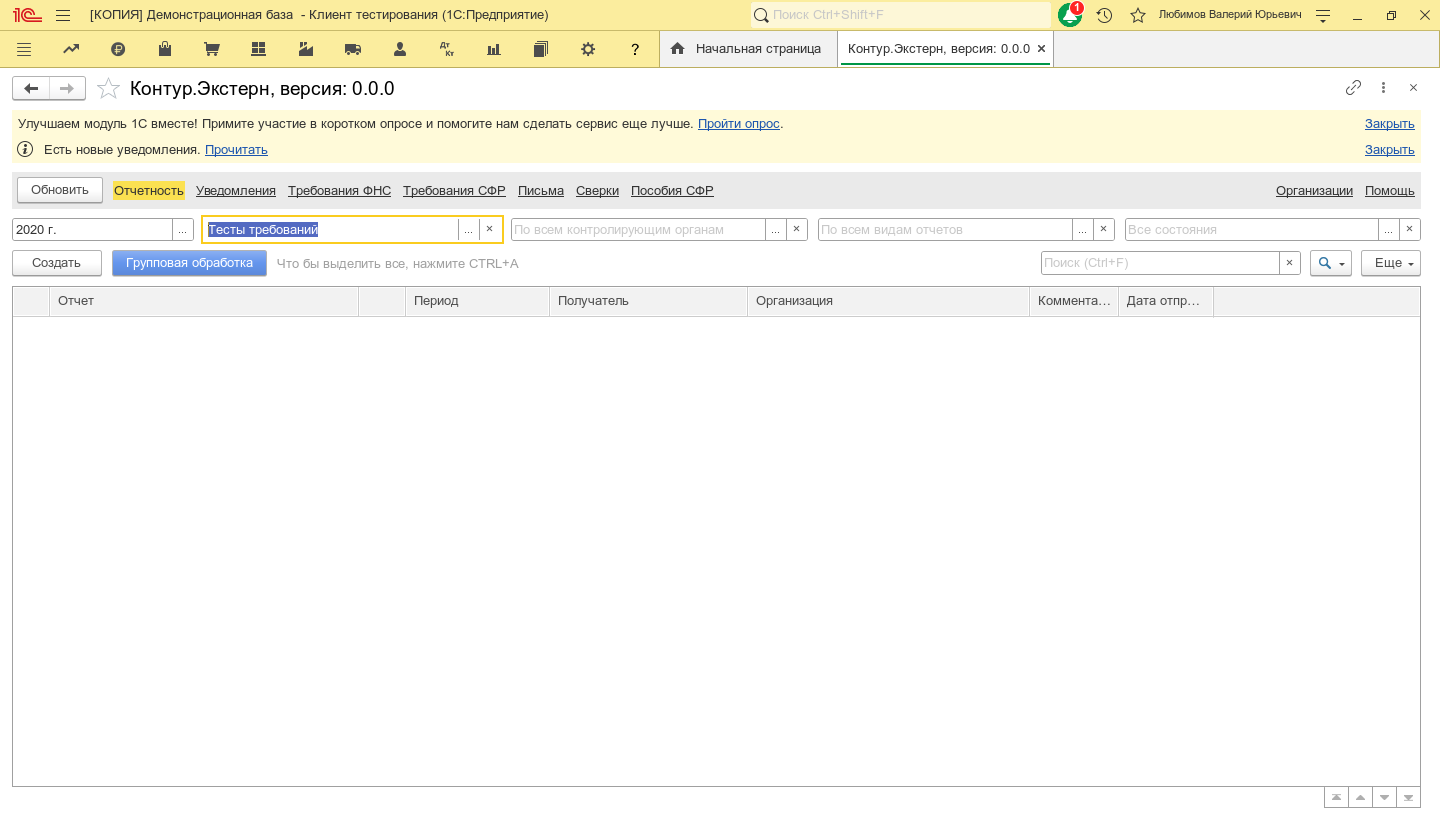 1С [КОПИЯ] Демонстрационная база - Клиент тестирования (1С:Предприятие) Поиск Ctrl+Shift+F 1 Любимов Валерий Юрьевич
Дт Кт ? Начальная страница Контур.Экстерн, версия: 0.0.0
Контур.Экстерн, версия: 0.0.0
Улучшаем модуль 1С вместе! Примите участие в коротком опросе и помогите нам сделать сервис еще лучше. Пройти опрос. Закрыть
Есть новые уведомления. Прочитать Закрыть
Обновить Отчетность Уведомления Требования ФНС Требования СФР Письма Сверки Пособия СФР Организации Помощь
2020 г. ... Тесты требований ... × По всем контролирующим органам ... × По всем видам отчетов ... × Все состояния ... ×
Создать Групповая обработка Что бы выделить все, нажмите CTRL+A Поиск (Ctrl+F) × Еще
Отчет Период Получатель Организация Коммента... Дата отпр...